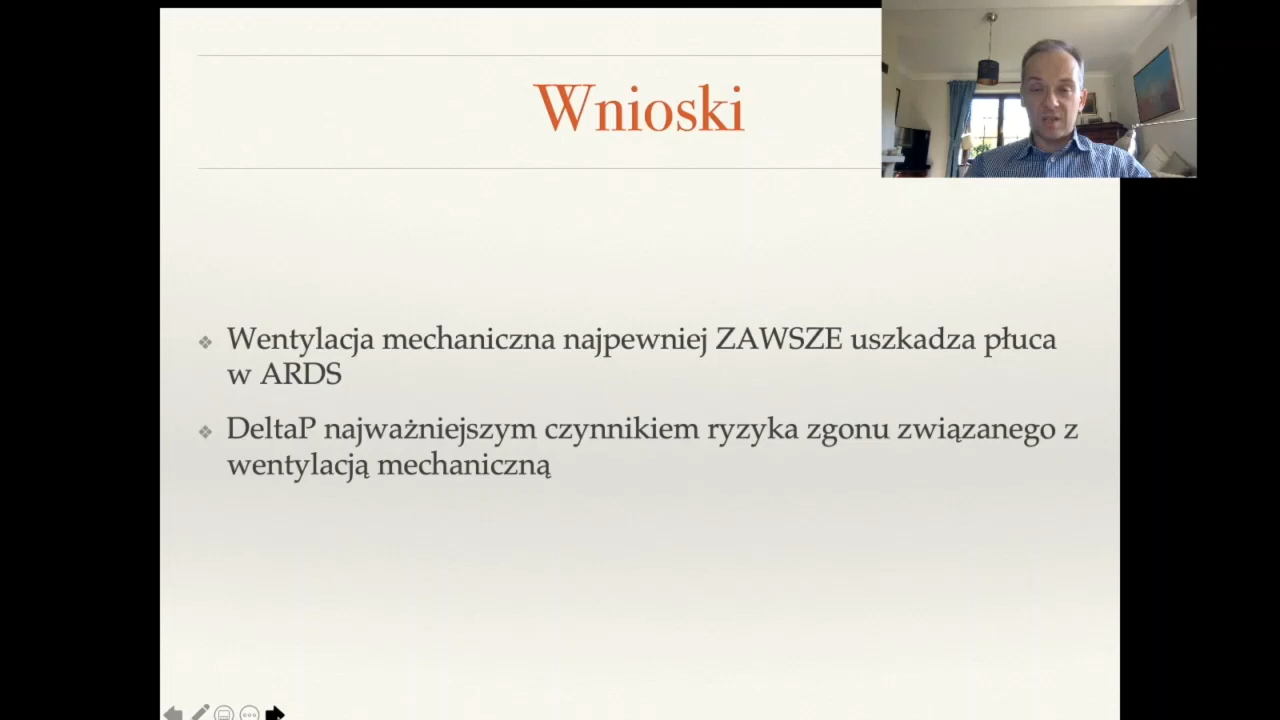 Wnioski
Wentylacja mechaniczna najpewniej ZAWSZE uszkadza płuca
w ARDS
DeltaP najważniejszym czynnikiem ryzyka zgonu związanego z
wentylacją mechaniczną